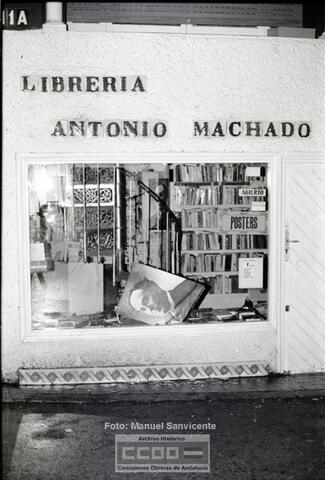 11A
LIBRERIA
ANTONIO MACHADO
ABIERTO
POSTERS
Foto: Manuel Sanvicente
Archivo Histórico
CCOO
Comisiones Obreras de Andalucía